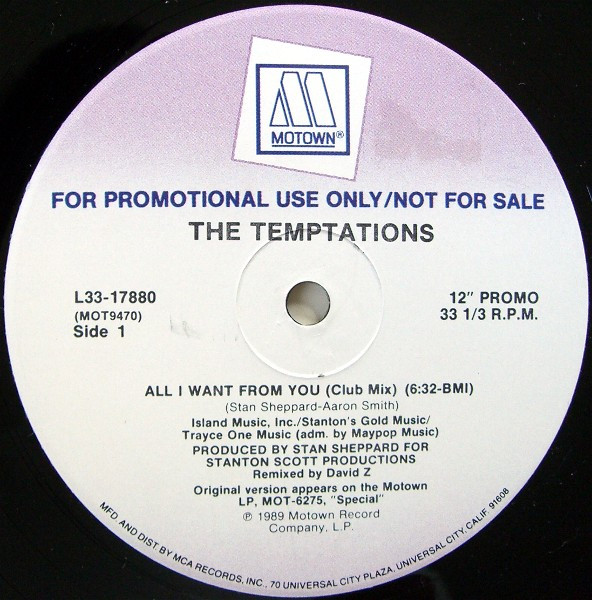 MOTOWN®
FOR PROMOTIONAL USE ONLY/NOT FOR SALE
THE TEMPTATIONS
L33-17880
(MOT9470)
Side 1
12" PROMO
33 1/3 R.P.M.
ALL I WANT FROM YOU (Club Mix) (6:32-BMI)
(Stan Sheppard-Aaron Smith)
Island Music, Inc./Stanton's Gold Music/
Trayce One Music (adm. by Maypop Music)
PRODUCED BY STAN SHEPPARD FOR
STANTON SCOTT PRODUCTIONS
Remixed by David Z
Original version appears on the Motown
LP, MOT-6275, "Special"
℗ 1989 Motown Record
Company, L.P.
MFD AND DIST BY MCA RECORDS, INC., 70 UNIVERSAL CITY PLAZA, UNIVERSAL CITY, CALIF. 91608